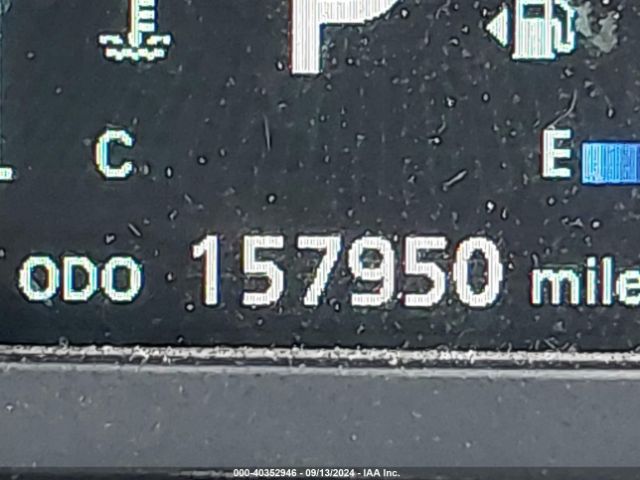 P
C E
ODO 157950 mile
000-40352946 - 09/13/2024 - IAA Inc.